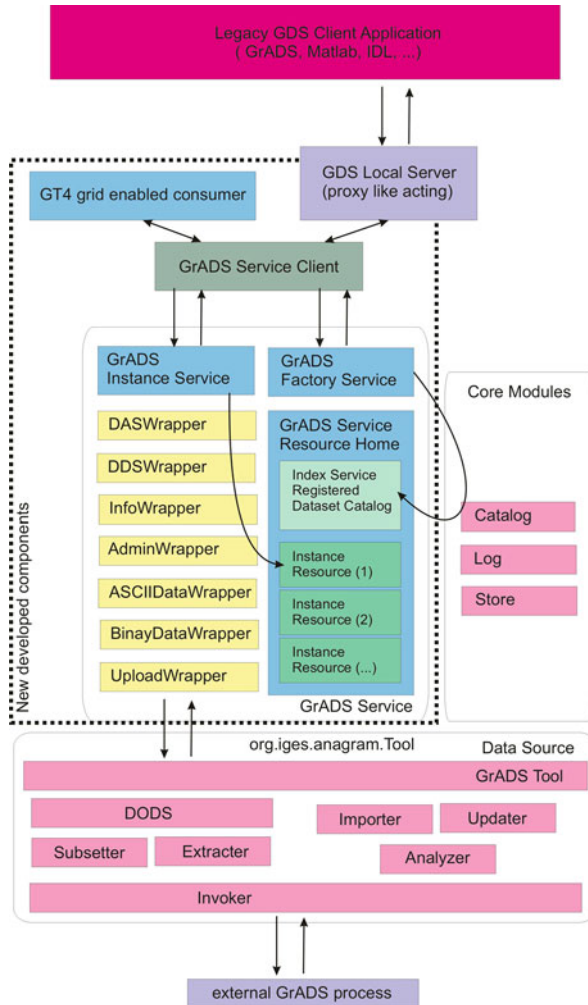 Legacy GDS Client Application
( GrADS, Matlab, IDL, ...)
GT4 grid enabled consumer
GDS Local Server
(proxy like acting)
GrADS Service Client
GrADS
Instance Service
GrADS
Factory Service
DASWrapper
DDSWrapper
InfoWrapper
AdminWrapper
ASCIIDataWrapper
BinayDataWrapper
UploadWrapper
GrADS Service
Resource Home
Index Service
Registered
Dataset Catalog
Instance
Resource (1)
Instance
Resource (2)
Instance
Resource (...)
GrADS Service
New developed components
Core Modules
Catalog
Log
Store
org.iges.anagram.Tool
Data Source
GrADS Tool
DODS
Importer
Updater
Subsetter
Extracter
Analyzer
Invoker
external GrADS process